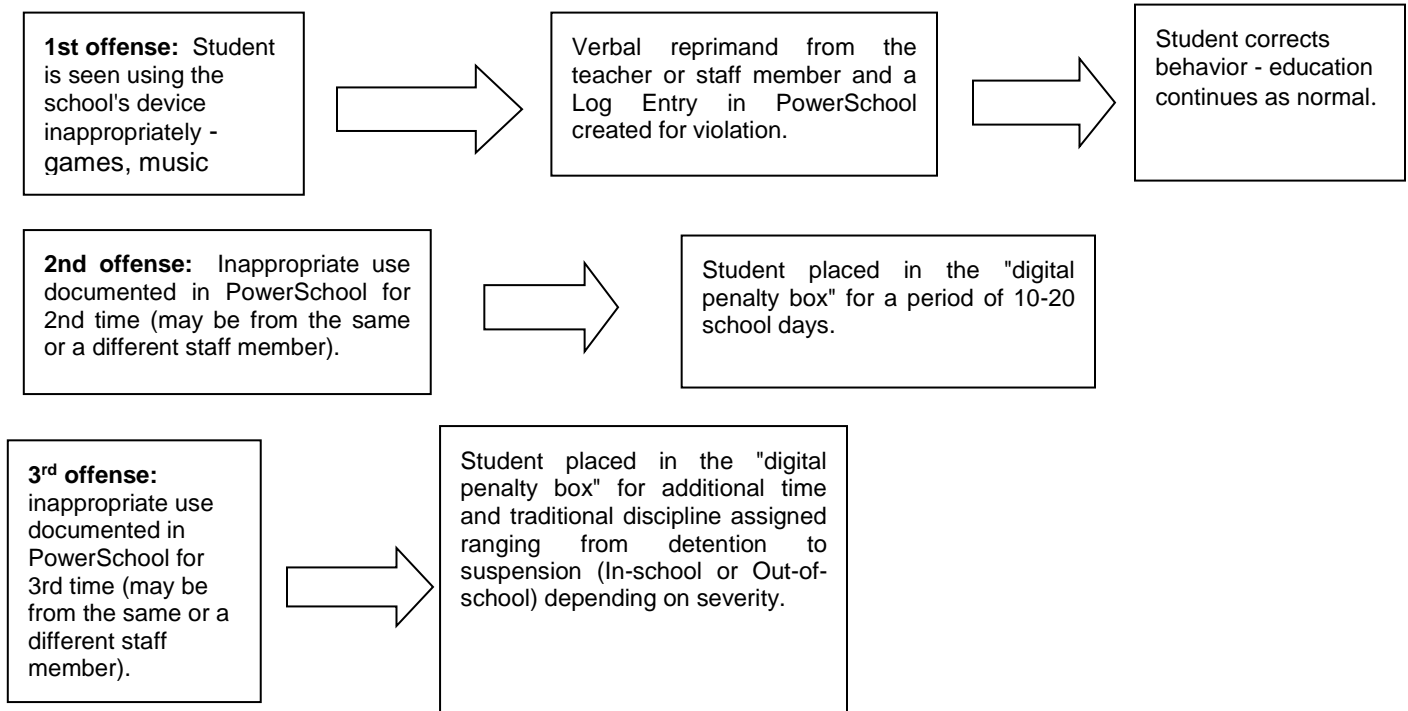 1st offense: Student
is seen using the
school's device
inappropriately -
games, music
Verbal reprimand from the
teacher or staff member and a
Log Entry in PowerSchool
created for violation.
Student corrects
behavior - education
continues as normal.
2nd offense: Inappropriate use
documented in PowerSchool for
2nd time (may be from the same
or a different staff member).
Student placed in the "digital
penalty box" for a period of 10-20
school days.
3rd offense:
inappropriate use
documented in
PowerSchool for
3rd time (may be
from the same or a
different staff
member).
Student placed in the "digital
penalty box" for additional time
and traditional discipline assigned
ranging from detention to
suspension (In-school or Out-of-
school) depending on severity.